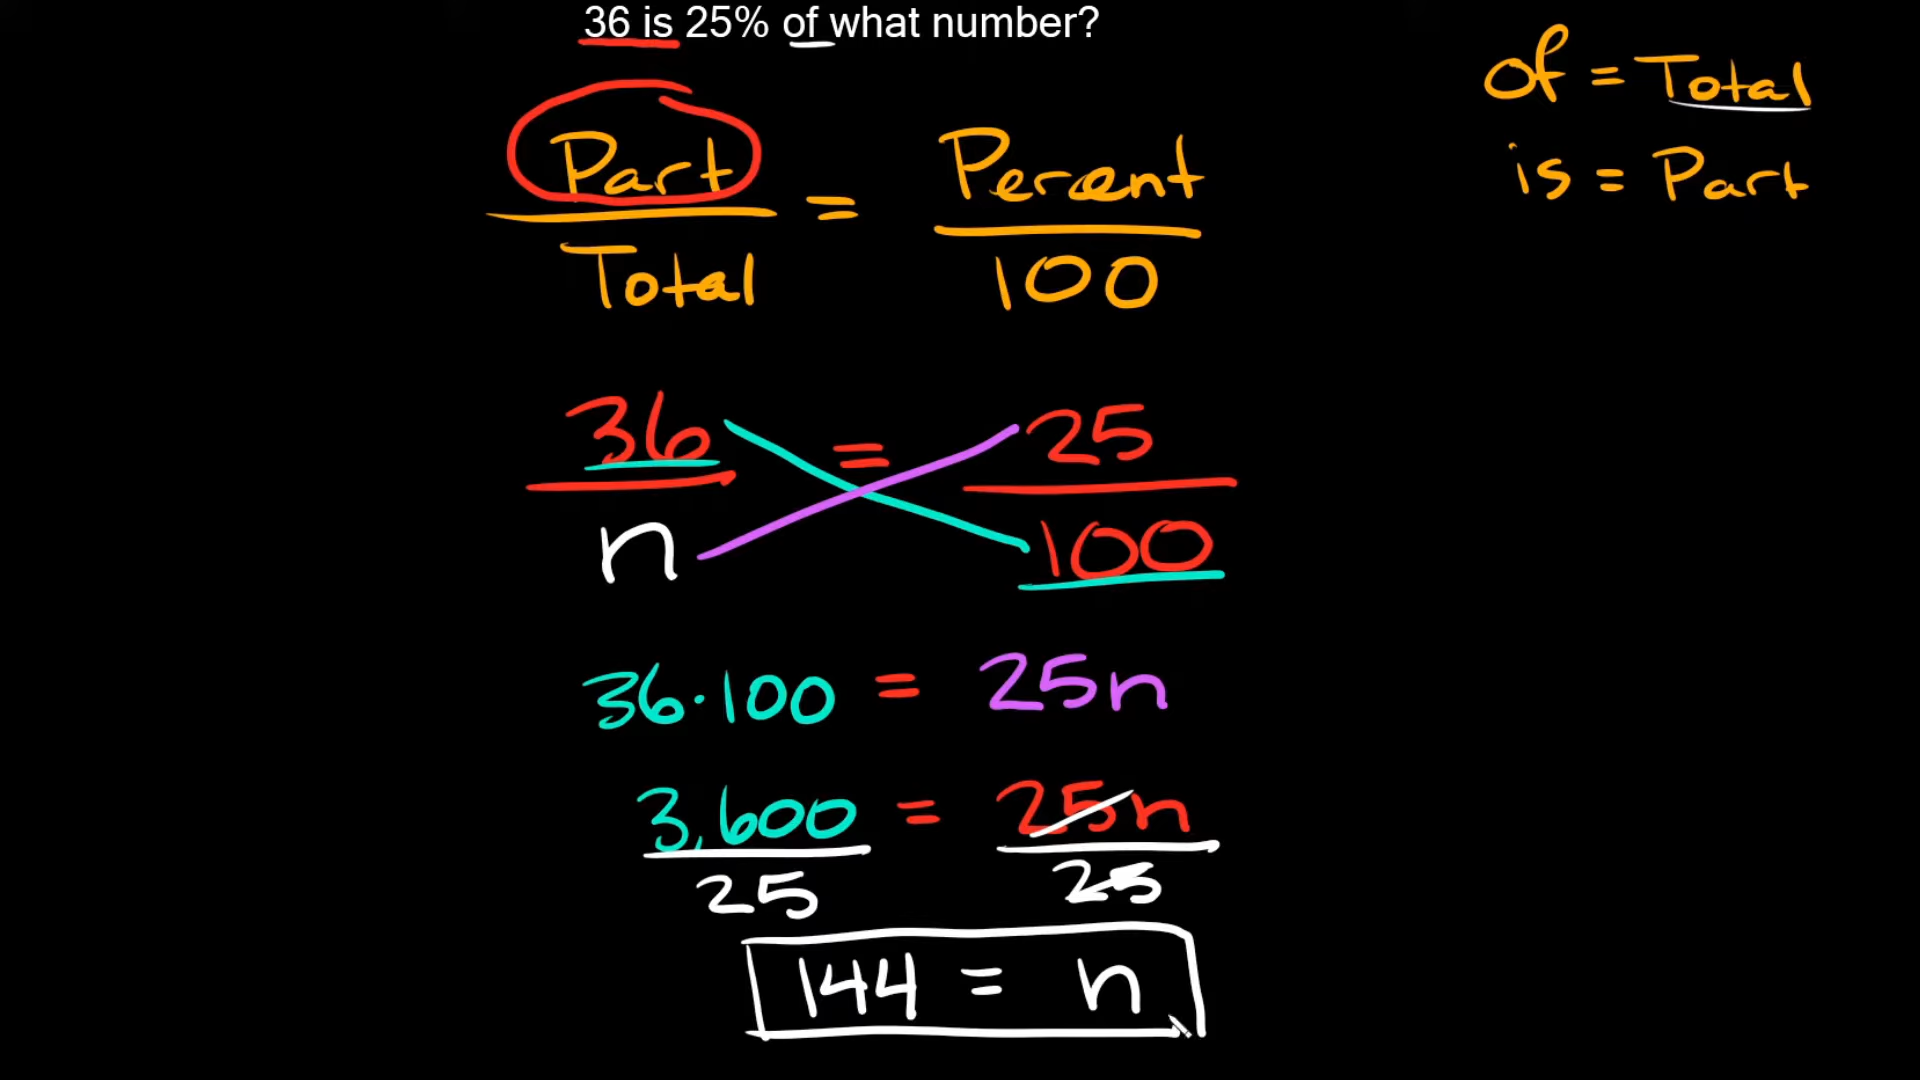 36 is 25% of what number?
of = Total
is = Part
Part = Percent
Total 100
36 = 25
n 100
36·100 = 25n
3,600 = 25n
25 25
144 = n